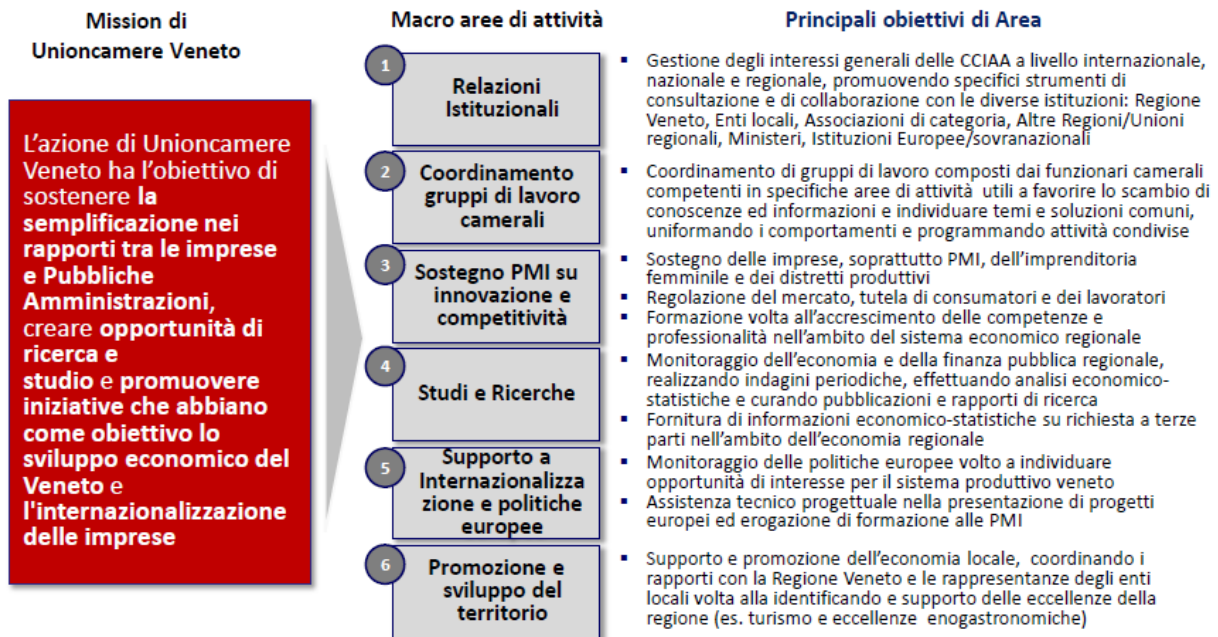 Mission di
Unioncamere Veneto
L'azione di Unioncamere
Veneto ha l'obiettivo di
sostenere la
semplificazione nei
rapporti tra le imprese
e Pubbliche
Amministrazioni,
creare opportunità di
ricerca e
studio e promuovere
iniziative che abbiano
come obiettivo lo
sviluppo economico del
Veneto e
l'internazionalizzazione
delle imprese
Macro aree di attività
1
Relazioni
Istituzionali
2
Coordinamento
gruppi di lavoro
camerali
3
Sostegno PMI su
innovazione e
competitività
4
Studi e Ricerche
5
Supporto a
Internazionalizza
zione e politiche
europee
6
Promozione e
sviluppo del
territorio
Principali obiettivi di Area
▪ Gestione degli interessi generali delle CCIAA a livello internazionale,
nazionale e regionale, promuovendo specifici strumenti di
consultazione e di collaborazione con le diverse istituzioni: Regione
Veneto, Enti locali, Associazioni di categoria, Altre Regioni/Unioni
regionali, Ministeri, Istituzioni Europee/sovranazionali
▪ Coordinamento di gruppi di lavoro composti dai funzionari camerali
competenti in specifiche aree di attività utili a favorire lo scambio di
conoscenze ed informazioni e individuare temi e soluzioni comuni,
uniformando i comportamenti e programmando attività condivise
▪ Sostegno delle imprese, soprattutto PMI, dell'imprenditoria
femminile e dei distretti produttivi
▪ Regolazione del mercato, tutela di consumatori e dei lavoratori
▪ Formazione volta all'accrescimento delle competenze e
professionalità nell'ambito del sistema economico regionale
▪ Monitoraggio dell'economia e della finanza pubblica regionale,
realizzando indagini periodiche, effettuando analisi economico-
statistiche e curando pubblicazioni e rapporti di ricerca
▪ Fornitura di informazioni economico-statistiche su richiesta a terze
parti nell'ambito dell'economia regionale
▪ Monitoraggio delle politiche europee volto a individuare
opportunità di interesse per il sistema produttivo veneto
▪ Assistenza tecnico progettuale nella presentazione di progetti
europei ed erogazione di formazione alle PMI
▪ Supporto e promozione dell'economia locale, coordinando i
rapporti con la Regione Veneto e le rappresentanze degli enti
locali volta alla identificando e supporto delle eccellenze della
regione (es. turismo e eccellenze enogastronomiche)